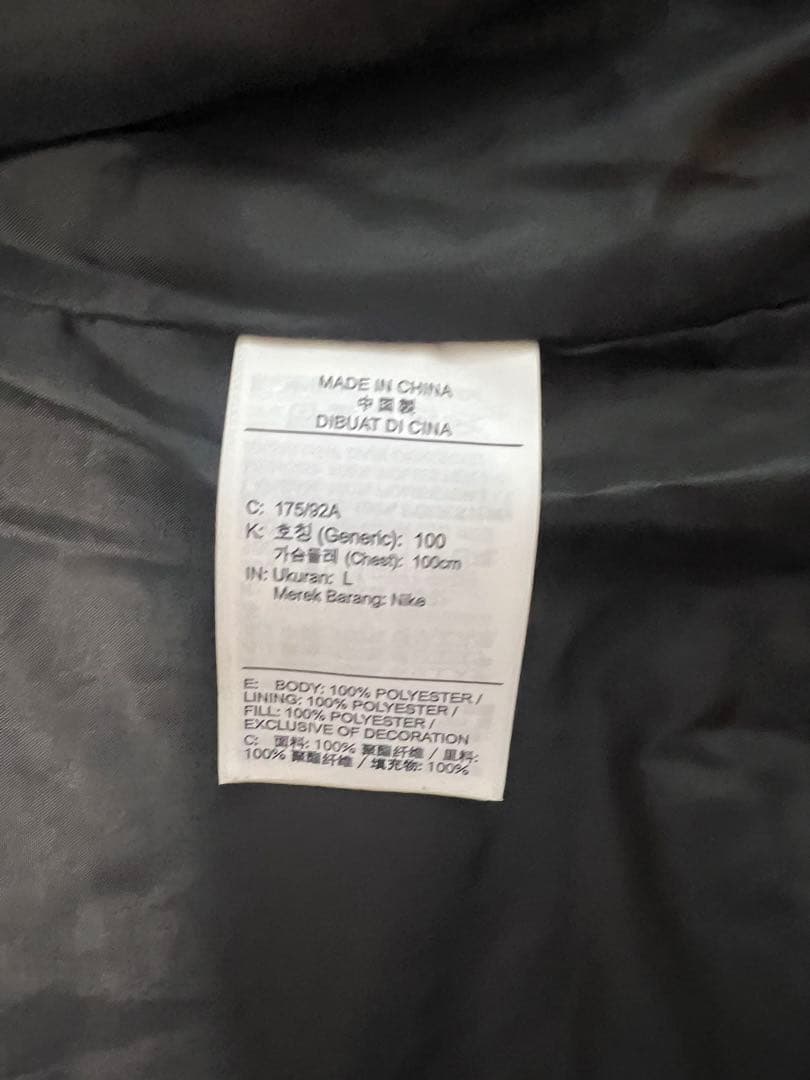 MADE IN CHINA
中国製
DIBUAT DI CINA
C: 175/92A
K: 호칭 (Generic): 100
가슴둘레 (Chest): 100cm
IN: Ukuran: L
Merek Barang: Nike
E: BODY: 100% POLYESTER /
LINING: 100% POLYESTER /
FILL: 100% POLYESTER /
EXCLUSIVE OF DECORATION
C: 面料: 100% 聚酯纤维 / 里料:
100% 聚酯纤维 / 填充物: 100%